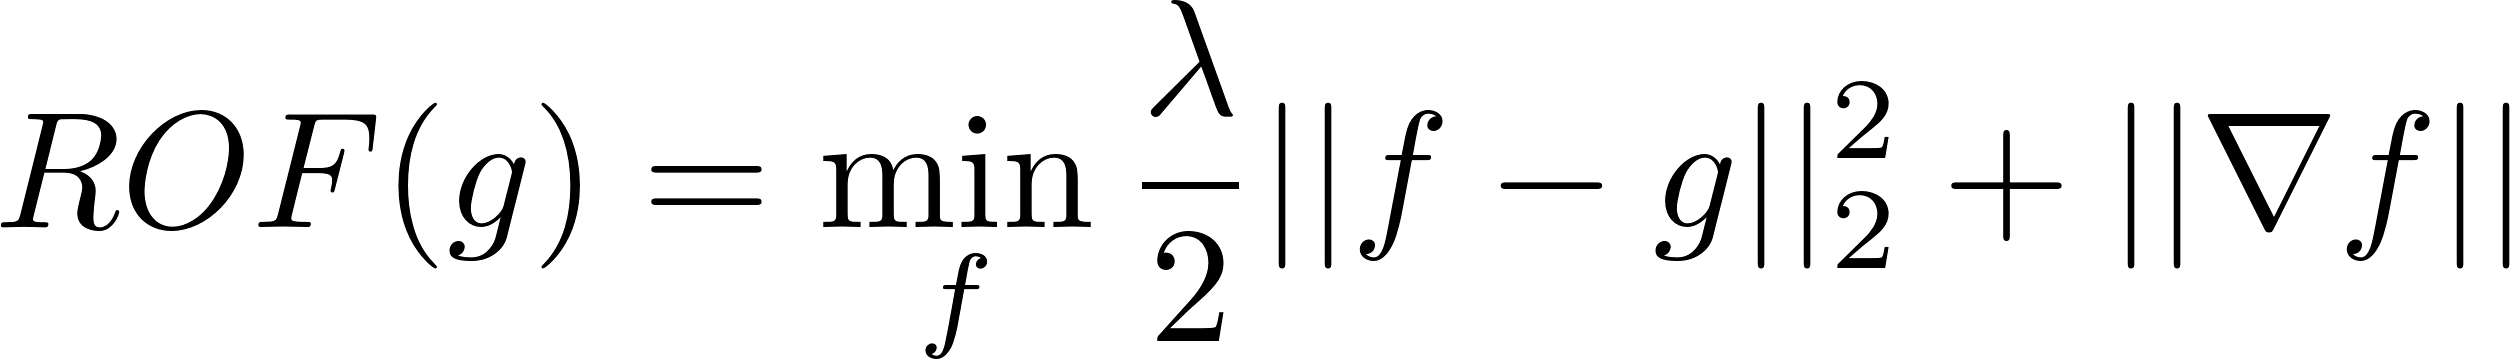 ROF(g) = \min_f \frac{\lambda}{2} ||f - g||_2^2 + ||\nabla f||